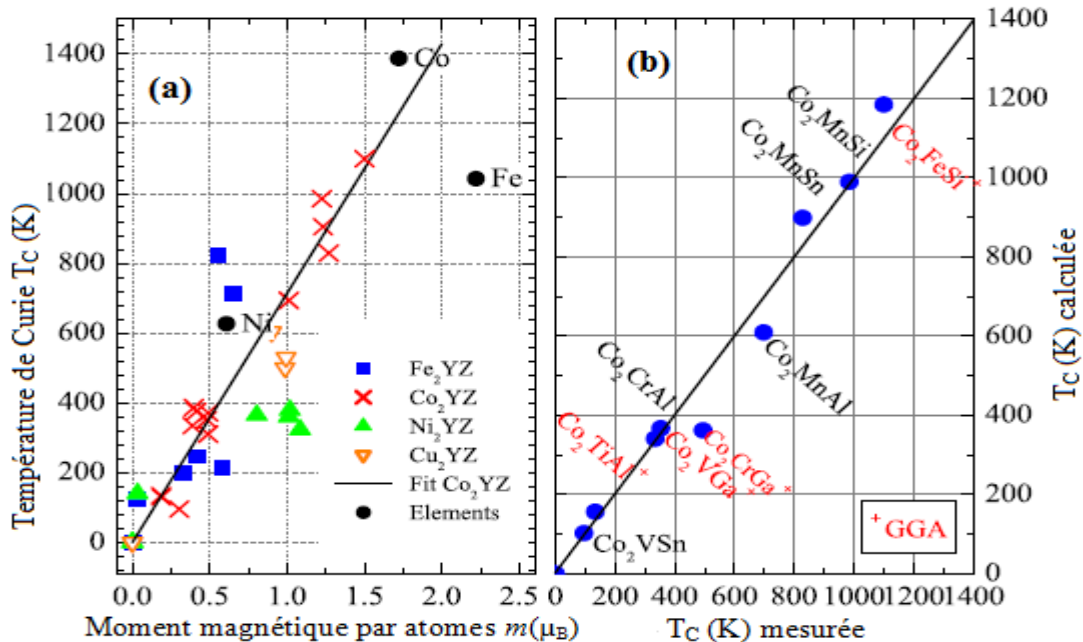 (a)
Température de Curie T_C (K)
1400
1200
1000
800
600
400
200
0
Co
Fe
Ni
Fe₂YZ
Co₂YZ
Ni₂YZ
Cu₂YZ
Fit Co₂YZ
Elements
0.0 0.5 1.0 1.5 2.0 2.5
Moment magnétique par atomes m(μ_B)
(b)
Co₂MnSi
Co₂MnSn
Co₂FeSi⁺
Co₂CrAl
Co₂MnAl
Co₂TiAl⁺
Co₂VGa⁺
Co₂CrGa⁺
Co₂VSn
⁺GGA
1400
1200
1000
800
600
400
200
0
T_C (K) calculée
0 200 400 600 800 1000 1200 1400
T_C (K) mesurée